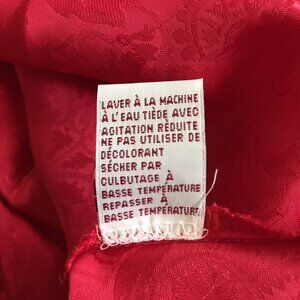 LAVER À LA MACHINE
À L'EAU TIÈDE AVEC
AGITATION RÉDUITE
NE PAS UTILISER DE
DÉCOLORANT
SÉCHER PAR
CULBUTAGE À
BASSE TEMPÉRATURE
REPASSER À
BASSE TEMPÉRATURE